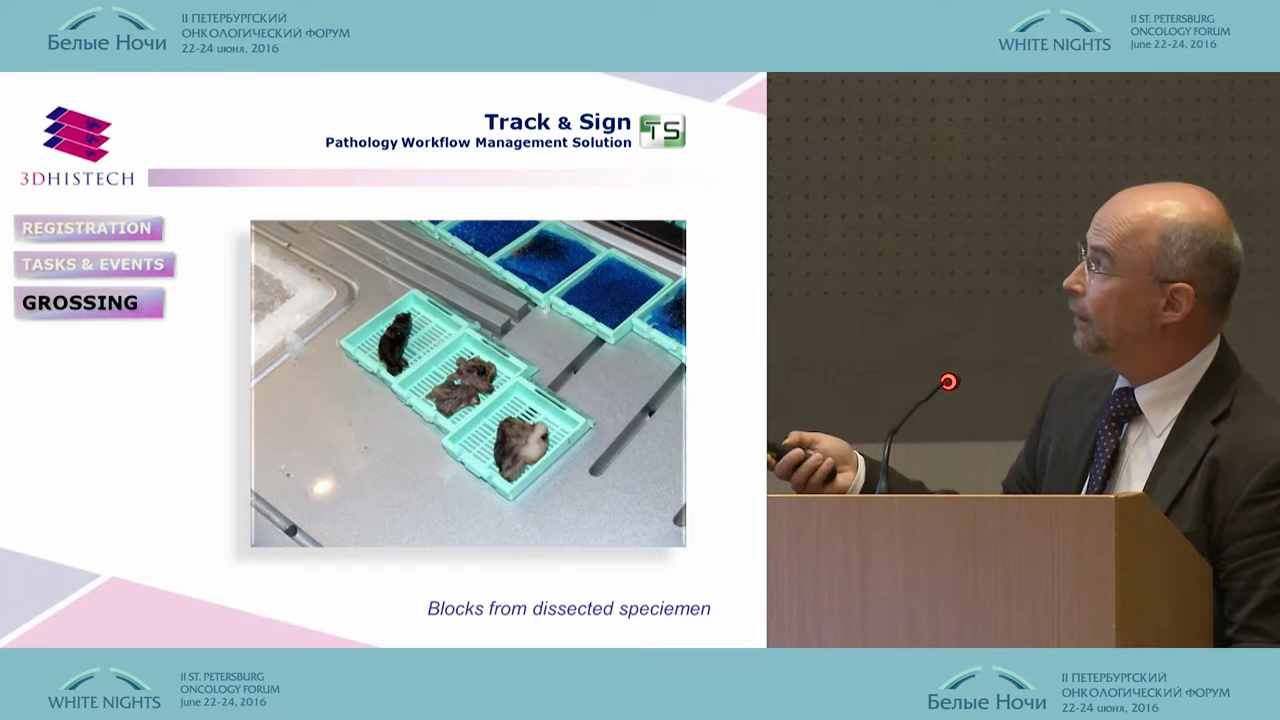 II ПЕТЕРБУРГСКИЙ
ОНКОЛОГИЧЕСКИЙ ФОРУМ
Белые Ночи
22-24 июня, 2016
II ST. PETERSBURG
ONCOLOGY FORUM
WHITE NIGHTS
June 22-24, 2016
Track & Sign
TS
Pathology Workflow Management Solution
3DHISTECH
REGISTRATION
TASKS & EVENTS
GROSSING
Blocks from dissected speciemen
II ST. PETERSBURG
ONCOLOGY FORUM
WHITE NIGHTS
June 22-24, 2016
II ПЕТЕРБУРГСКИЙ
ОНКОЛОГИЧЕСКИЙ ФОРУМ
Белые Ночи
22-24 июня, 2016